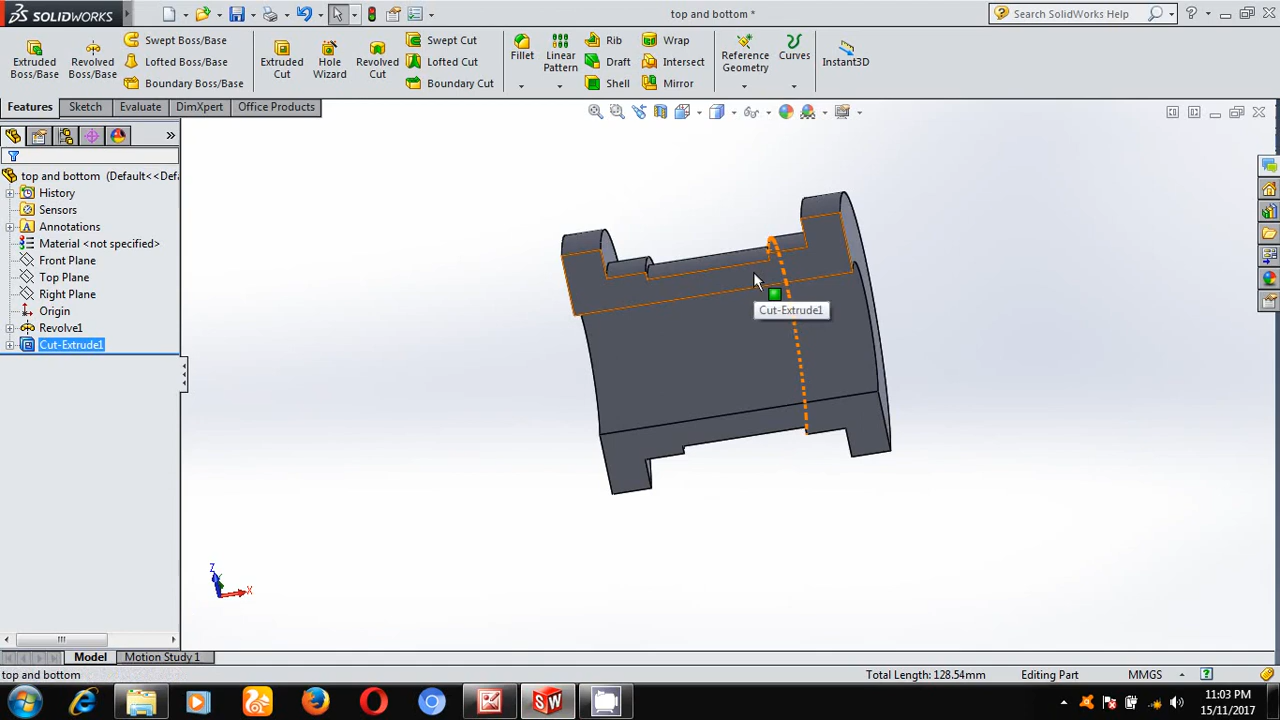 SOLIDWORKS
top and bottom *
Search SolidWorks Help
Extruded Boss/Base
Revolved Boss/Base
Swept Boss/Base
Lofted Boss/Base
Boundary Boss/Base
Extruded Cut
Hole Wizard
Revolved Cut
Swept Cut
Lofted Cut
Boundary Cut
Fillet
Linear Pattern
Rib
Draft
Shell
Wrap
Intersect
Mirror
Reference Geometry
Curves
Instant3D
Features
Sketch
Evaluate
DimXpert
Office Products
top and bottom (Default<<Def
History
Sensors
Annotations
Material <not specified>
Front Plane
Top Plane
Right Plane
Origin
Revolve1
Cut-Extrude1
Cut-Extrude1
Z
X
Model
Motion Study 1
top and bottom
Total Length: 128.54mm
Editing Part
MMGS
SW
11:03 PM
15/11/2017